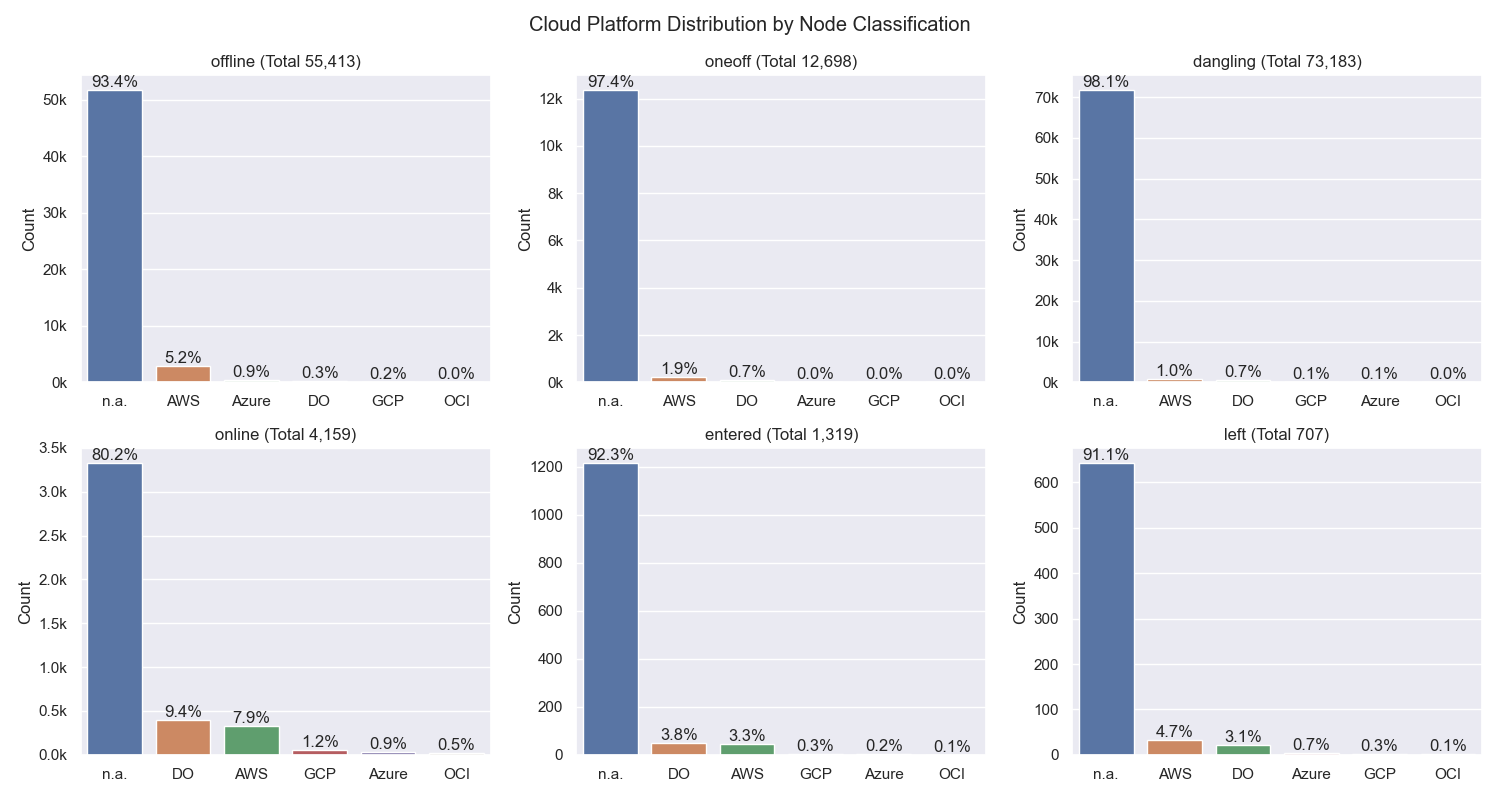 Cloud Platform Distribution by Node Classification
offline (Total 55,413)
Count
50k
40k
30k
20k
10k
0k
93.4%
5.2%
0.9%
0.3%
0.2%
0.0%
n.a.
AWS
Azure
DO
GCP
OCI
oneoff (Total 12,698)
Count
12k
10k
8k
6k
4k
2k
0k
97.4%
1.9%
0.7%
0.0%
0.0%
0.0%
n.a.
AWS
DO
Azure
GCP
OCI
dangling (Total 73,183)
Count
70k
60k
50k
40k
30k
20k
10k
0k
98.1%
1.0%
0.7%
0.1%
0.1%
0.0%
n.a.
AWS
DO
GCP
Azure
OCI
online (Total 4,159)
Count
3.5k
3.0k
2.5k
2.0k
1.5k
1.0k
0.5k
0.0k
80.2%
9.4%
7.9%
1.2%
0.9%
0.5%
n.a.
DO
AWS
GCP
Azure
OCI
entered (Total 1,319)
Count
1200
1000
800
600
400
200
0
92.3%
3.8%
3.3%
0.3%
0.2%
0.1%
n.a.
DO
AWS
GCP
Azure
OCI
left (Total 707)
Count
600
500
400
300
200
100
0
91.1%
4.7%
3.1%
0.7%
0.3%
0.1%
n.a.
AWS
DO
Azure
GCP
OCI